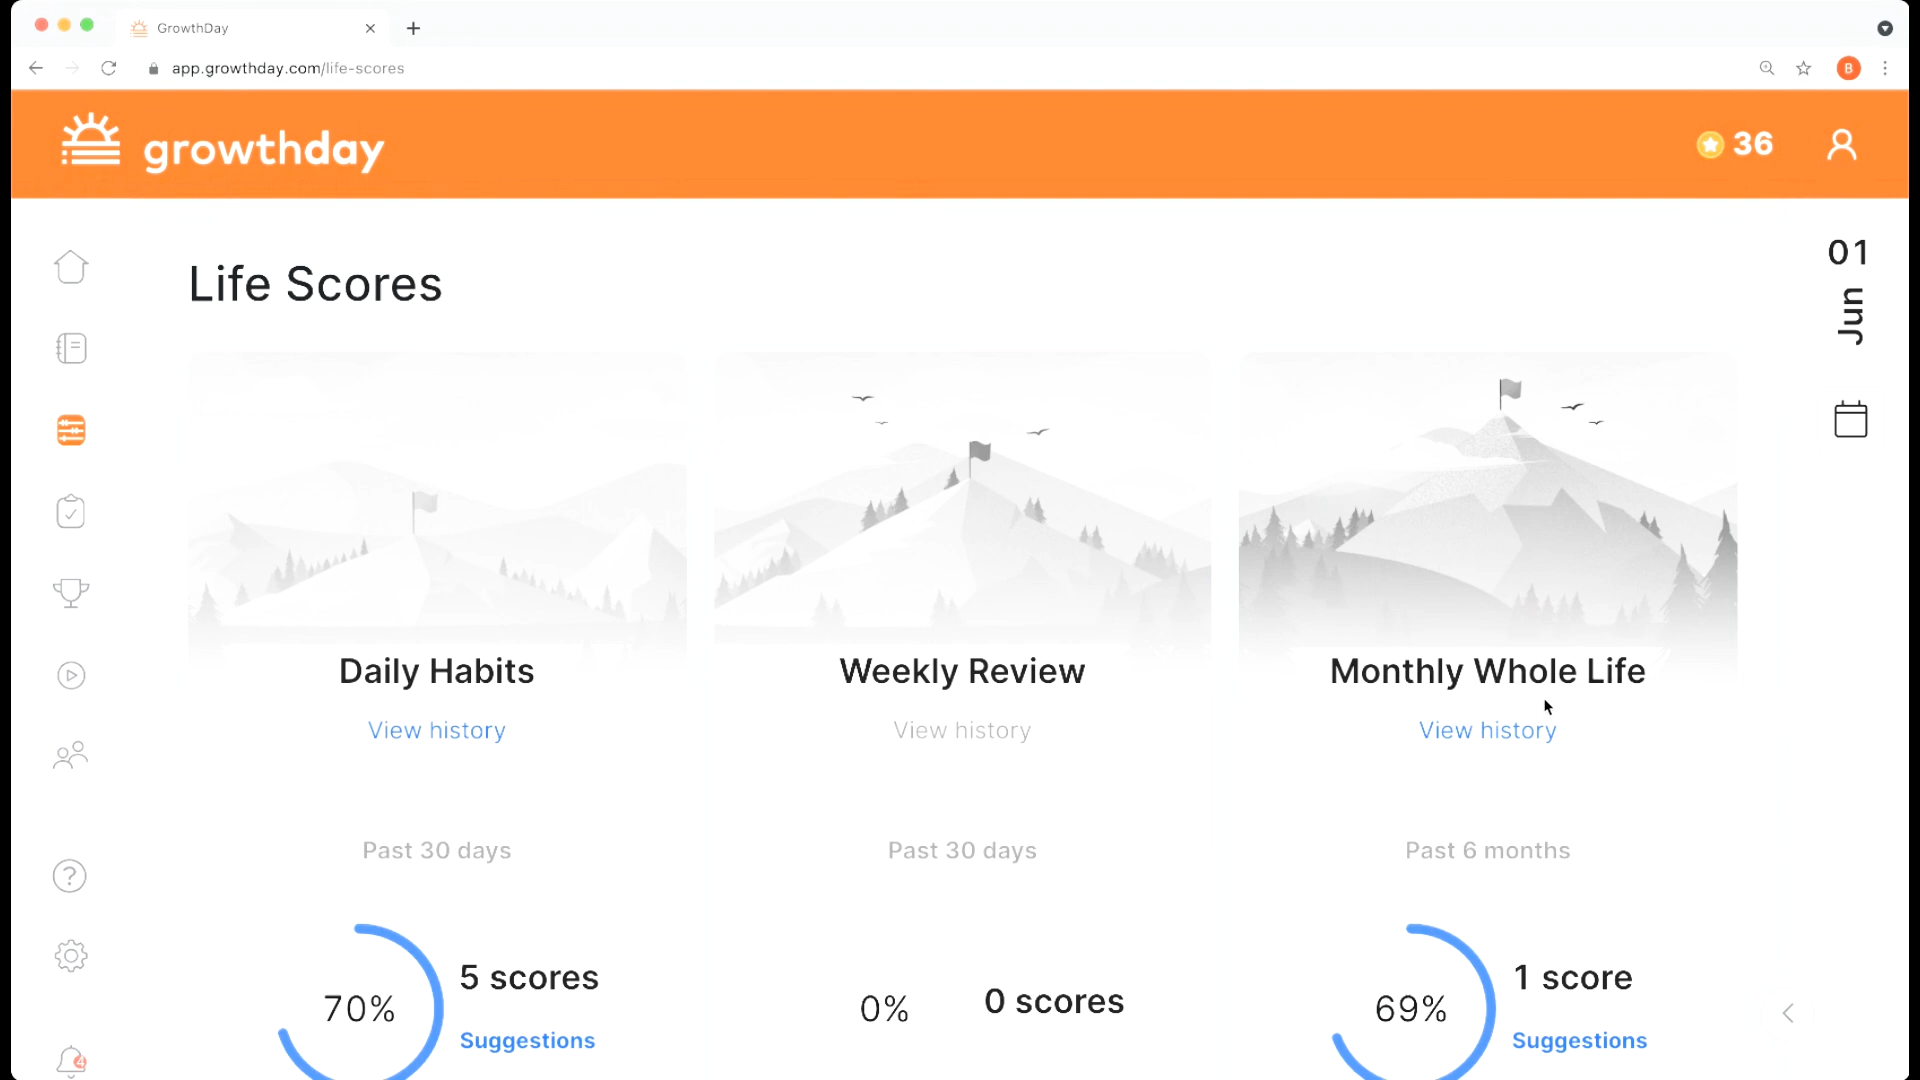 GrowthDay
app.growthday.com/life-scores
B
growthday
36
01
Jun
Life Scores
Daily Habits
Weekly Review
Monthly Whole Life
View history
View history
View history
Past 30 days
Past 30 days
Past 6 months
70%
5 scores
Suggestions
0%
0 scores
69%
1 score
Suggestions
4